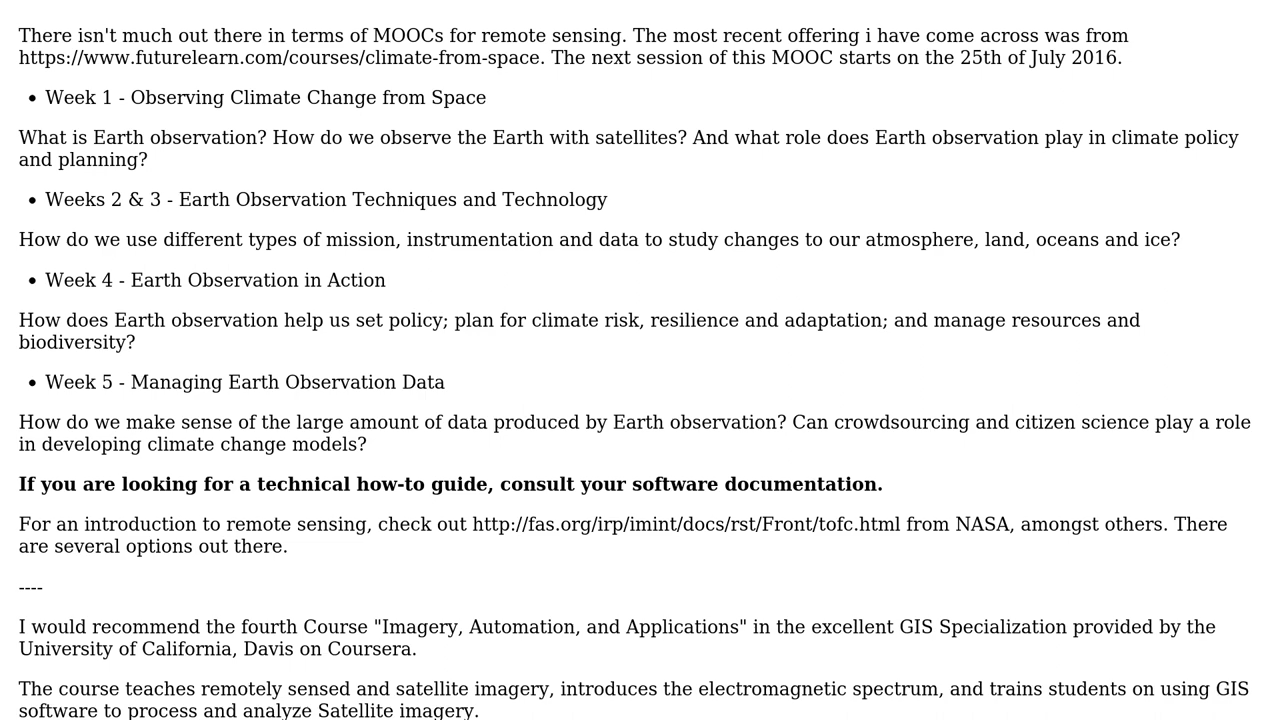 There isn't much out there in terms of MOOCs for remote sensing. The most recent offering i have come across was from
https://www.futurelearn.com/courses/climate-from-space. The next session of this MOOC starts on the 25th of July 2016.
• Week 1 - Observing Climate Change from Space
What is Earth observation? How do we observe the Earth with satellites? And what role does Earth observation play in climate policy
and planning?
• Weeks 2 & 3 - Earth Observation Techniques and Technology
How do we use different types of mission, instrumentation and data to study changes to our atmosphere, land, oceans and ice?
• Week 4 - Earth Observation in Action
How does Earth observation help us set policy; plan for climate risk, resilience and adaptation; and manage resources and
biodiversity?
• Week 5 - Managing Earth Observation Data
How do we make sense of the large amount of data produced by Earth observation? Can crowdsourcing and citizen science play a role
in developing climate change models?
If you are looking for a technical how-to guide, consult your software documentation.
For an introduction to remote sensing, check out http://fas.org/irp/imint/docs/rst/Front/tofc.html from NASA, amongst others. There
are several options out there.
----
I would recommend the fourth Course "Imagery, Automation, and Applications" in the excellent GIS Specialization provided by the
University of California, Davis on Coursera.
The course teaches remotely sensed and satellite imagery, introduces the electromagnetic spectrum, and trains students on using GIS
software to process and analyze Satellite imagery.